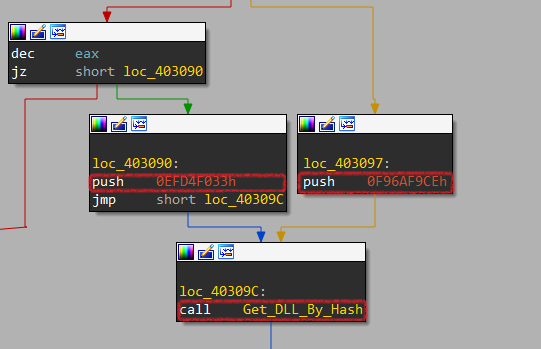 dec eax
jz short loc_403090
loc_403090:
push 0EFD4F033h
jmp short loc_40309C
loc_403097:
push 0F96AF9CEh
loc_40309C:
call Get_DLL_By_Hash